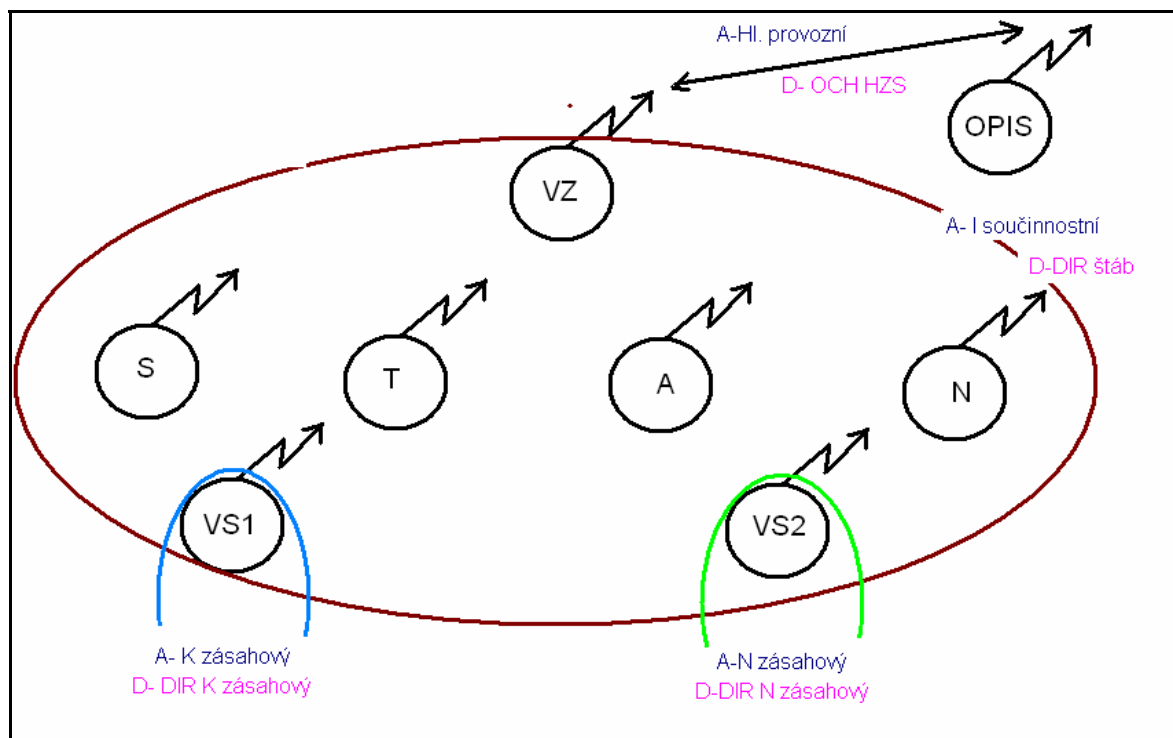 A-Hl. provozní
D- OCH HZS
OPIS
VZ
A- I součinnostní
D-DIR štáb
S
T
A
N
VS1
VS2
A- K zásahový
D- DIR K zásahový
A-N zásahový
D-DIR N zásahový